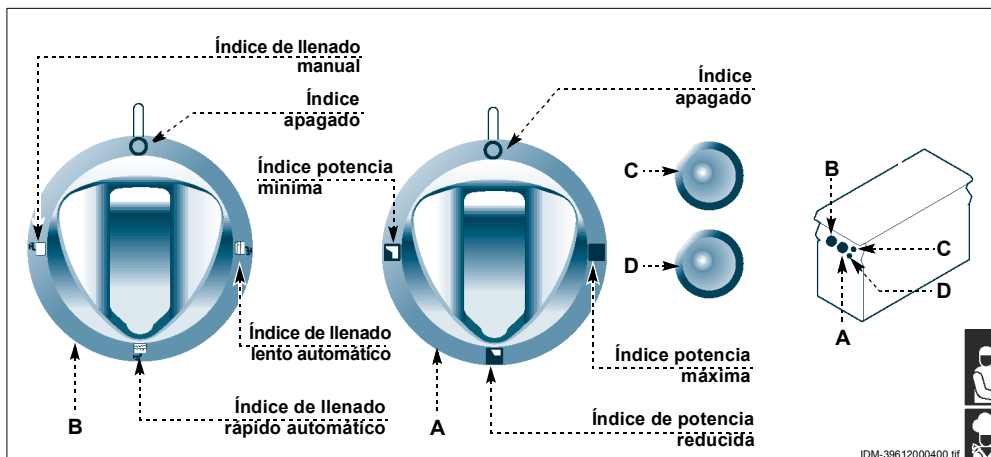 Índice de llenado
manual
Índice
apagado
Índice potencia
minima
Índice
apagado
C
D
B
C
D
A
Índice de llenado
lento automático
Índice potencia
máxima
B
Índice de llenado
rápido automático
A
Índice de potencia
reducida
IDM-39612000400.tif